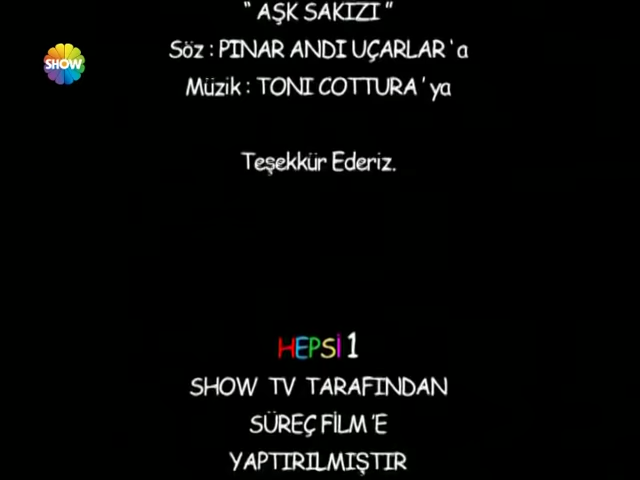 " AŞK SAKIZI "
SHOW
Söz : PINAR ANDI UÇARLAR ' a
Müzik : TONI COTTURA ' ya
Teşekkür Ederiz.
HEPSİ 1
SHOW TV TARAFINDAN
SÜREÇ FİLM 'E
YAPTIRILMIŞTIR